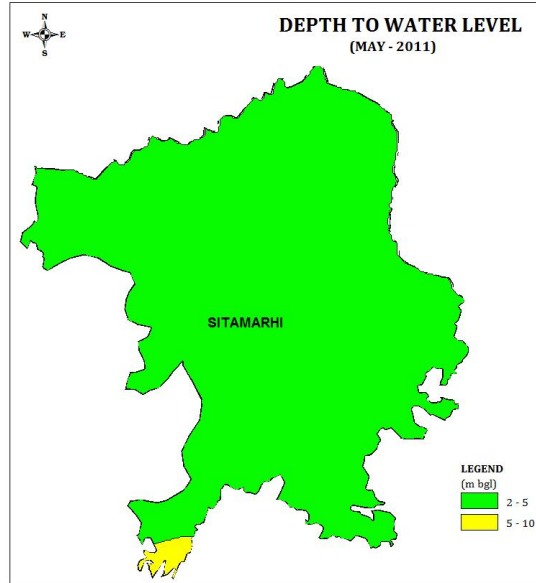 DEPTH TO WATER LEVEL
(MAY - 2011)
N
W E
S
SITAMARHI
LEGEND
(m bgl)
2 - 5
5 - 10